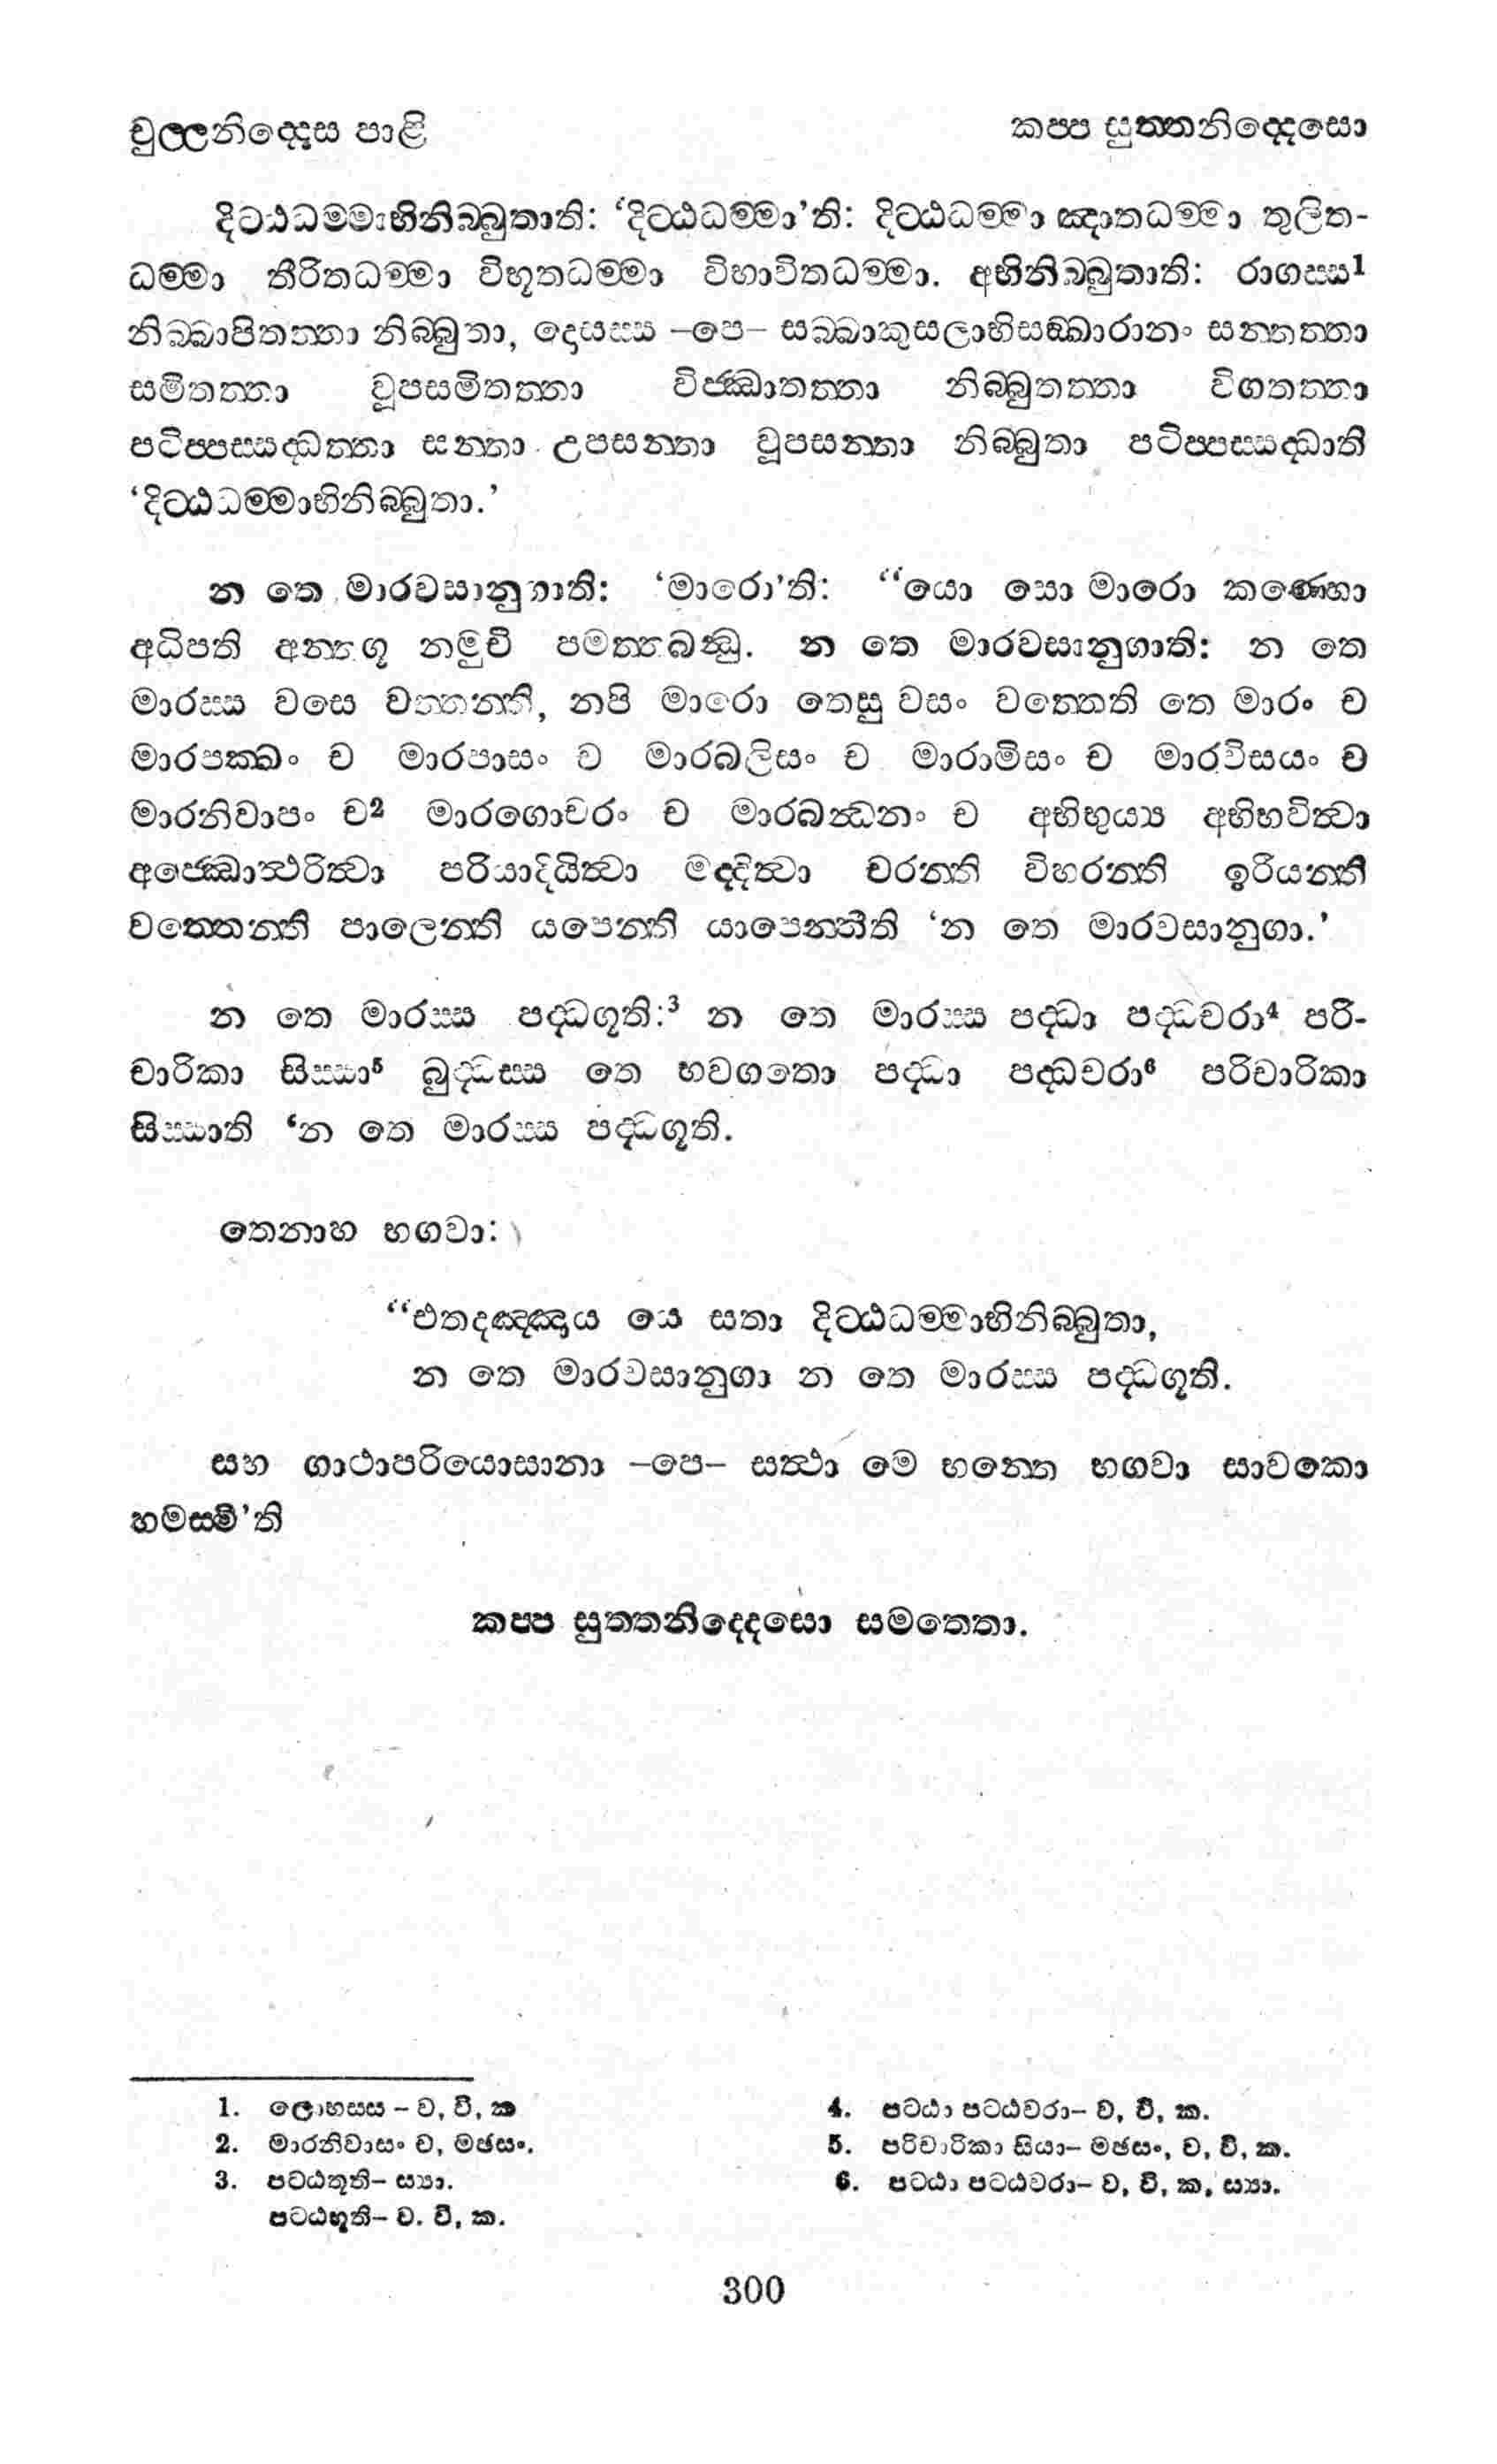 චුල්ලනිද්දෙස පාළි
කප්ප සුත්තනිද්දෙසො
දිට්ඨධම්මාභිනිබ්බුතාති: ‘දිට්ඨධම්මා’ති: දිට්ඨධම්මා ඤාතධම්මා තුලිත-
ධම්මා තීරිතධම්මා විභූතධම්මා විභාවිතධම්මා. අභිනිබ්බුතාති: රාගස්ස1
නිබ්බාපිතත්තා නිබ්බුතා, දොසස්ස –පෙ– සබ්බාකුසලාභිසඞ්ඛාරානං සන්තත්තා
සමිතත්තා වූපසමිතත්තා විජ්ඣාතත්තා නිබ්බුතත්තා විගතත්තා
පටිප්පස්සද්ධත්තා සන්තා උපසන්තා වූපසන්තා නිබ්බුතා පටිප්පස්සද්ධාති
‘දිට්ඨධම්මාභිනිබ්බුතා.’
න තෙ මාරවසානුගාති: ‘මාරො’ති: “යො සො මාරො කණ්හො
අධිපති අන්තගූ නමුචි පමත්තබන්ධු. න තෙ මාරවසානුගාති: න තෙ
මාරස්ස වසෙ වත්තන්ති, නපි මාරො තෙසු වසං වත්තෙති තෙ මාරං ච
මාරපක්ඛං ච මාරපාසං ච මාරබලිසං ච මාරාමිසං ච මාරවිසයං ච
මාරනිවාපං ච2 මාරගොචරං ච මාරබන්ධනං ච අභිභුය්‍ය අභිභවිත්වා
අජ්ඣොත්ථරිත්වා පරියාදියිත්වා මද්දිත්වා චරන්ති විහරන්ති ඉරියන්ති
වත්තෙන්ති පාලෙන්ති යපෙන්ති යාපෙන්තීති ‘න තෙ මාරවසානුගා.’
න තෙ මාරස්ස පද්ධගූති:3 න තෙ මාරස්ස පද්ධා පද්ධචරා4 පරි-
චාරිකා සිස්සා5 බුද්ධස්ස තෙ භවගතො පද්ධා පද්ධචරා6 පරිචාරිකා
සිස්සාති ‘න තෙ මාරස්ස පද්ධගූති.
තෙනාහ භගවා:
“එතදඤ්ඤාය යෙ සතා දිට්ඨධම්මාභිනිබ්බුතා,
න තෙ මාරවසානුගා න තෙ මාරස්ස පද්ධගූති.
සහ ගාථාපරියොසානා –පෙ– සත්ථා මෙ භන්තෙ භගවා සාවකො
හමස්මි’ති
කප්ප සුත්තනිද්දෙසො සමත්තො.
1. ලොභස්ස – ව, වි, ක
2. මාරනිවාසං ච, මඡසං.
3. පට්ඨගූති– ස්‍යා.
පට්ඨභූති– ව. වි, ක.
4. පට්ඨා පට්ඨචරා– ව, වි, ක.
5. පරිචාරිකා සියා– මඡසං, ව, වි, ක.
6. පට්ඨා පට්ඨචරා– ව, වි, ක, ස්‍යා.
300